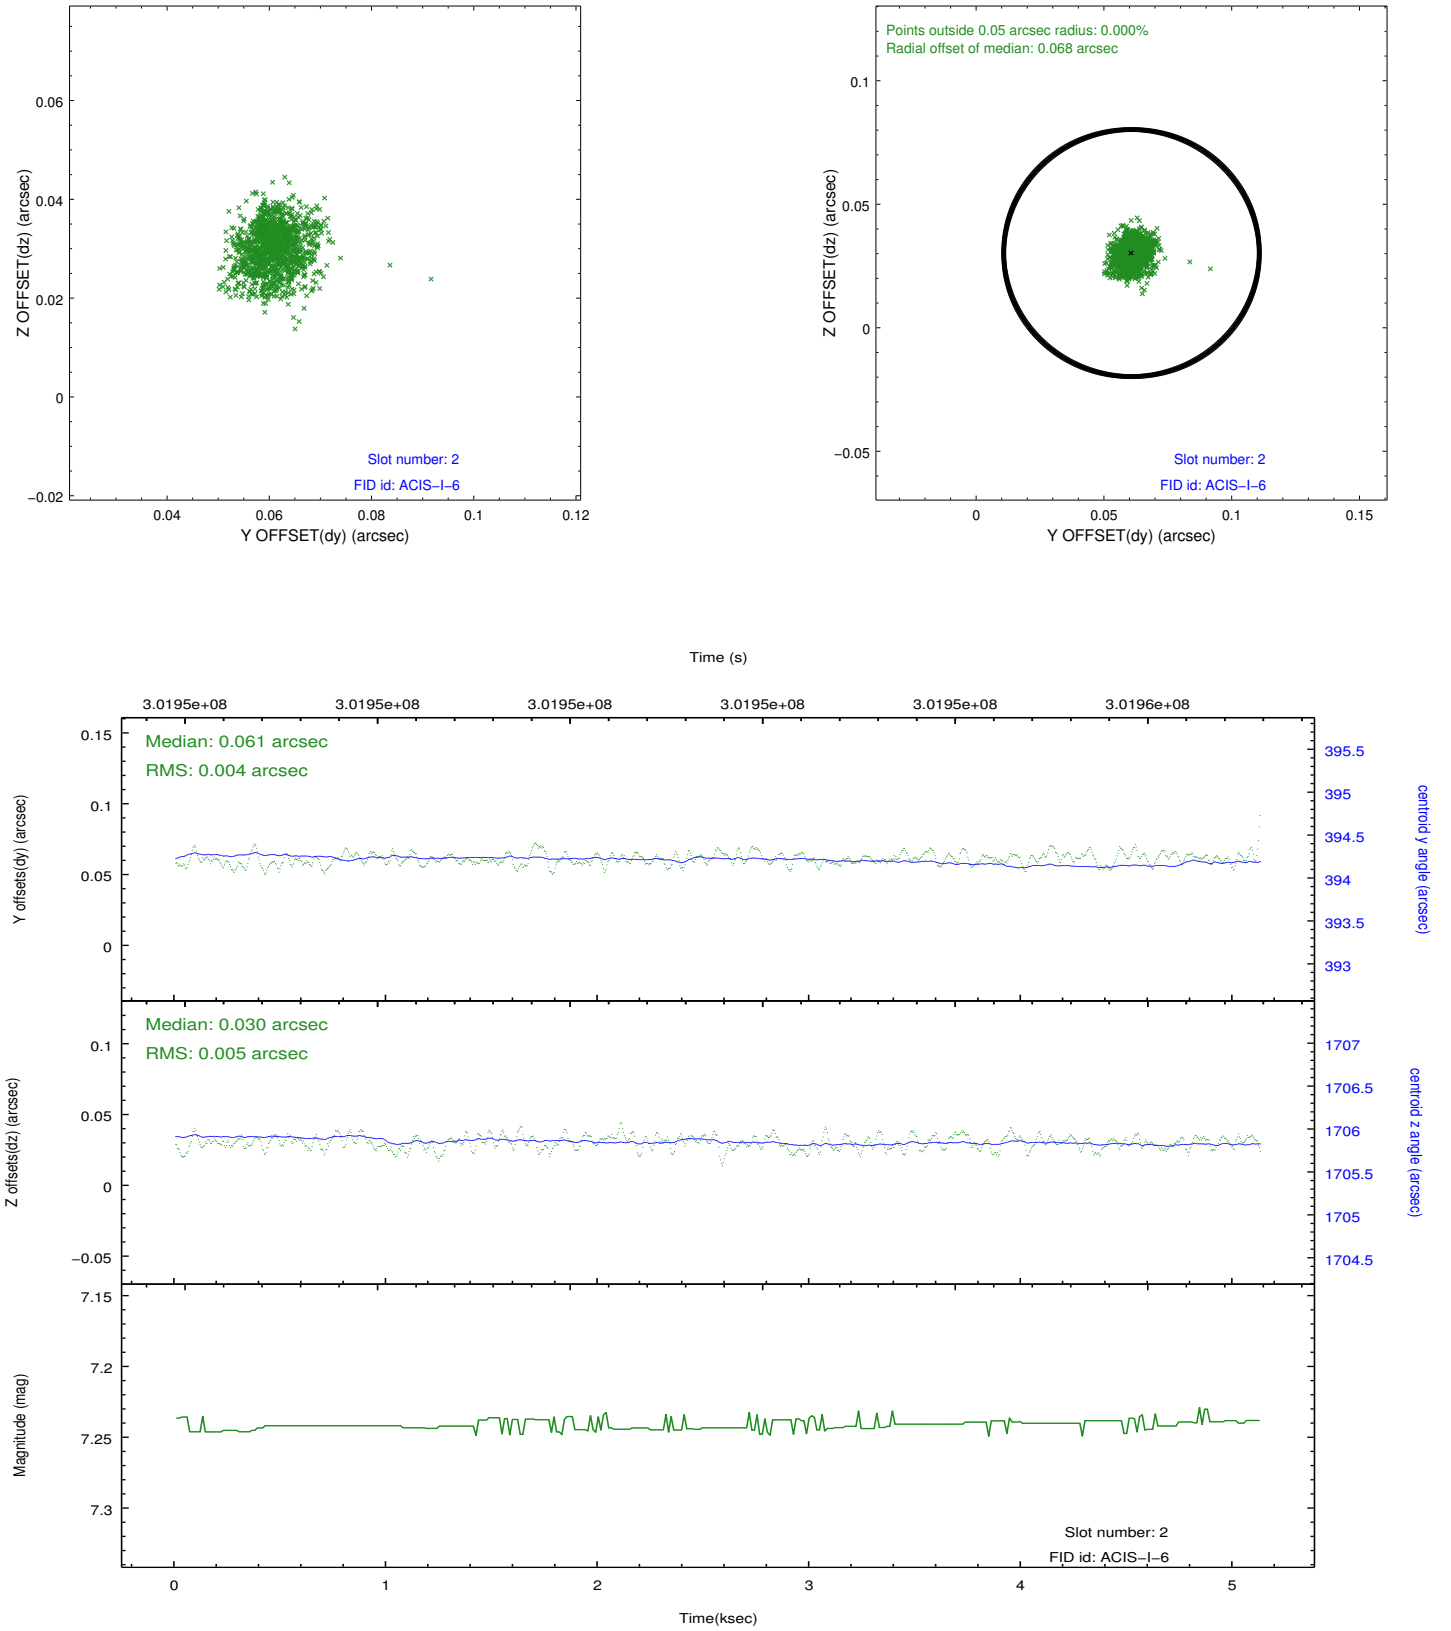 0.06
0.04
0.02
0
−0.02
Z OFFSET(dz) (arcsec)
Slot number: 2
FID id: ACIS−I−6
0.04 0.06 0.08 0.1 0.12
Y OFFSET(dy) (arcsec)
Points outside 0.05 arcsec radius: 0.000%
Radial offset of median: 0.068 arcsec
0.1
0.05
0
−0.05
Z OFFSET(dz) (arcsec)
Slot number: 2
FID id: ACIS−I−6
0 0.05 0.1 0.15
Y OFFSET(dy) (arcsec)
Time (s)
3.0195e+08 3.0195e+08 3.0195e+08 3.0195e+08 3.0195e+08 3.0196e+08
Median: 0.061 arcsec
RMS: 0.004 arcsec
0.15
0.1
0.05
0
Y offsets(dy) (arcsec)
395.5
395
394.5
394
393.5
393
centroid y angle (arcsec)
Median: 0.030 arcsec
RMS: 0.005 arcsec
0.1
0.05
0
−0.05
Z offsets(dz) (arcsec)
1707
1706.5
1706
1705.5
1705
1704.5
centroid z angle (arcsec)
7.15
7.2
7.25
7.3
Magnitude (mag)
Slot number: 2
FID id: ACIS−I−6
0 1 2 3 4 5
Time(ksec)